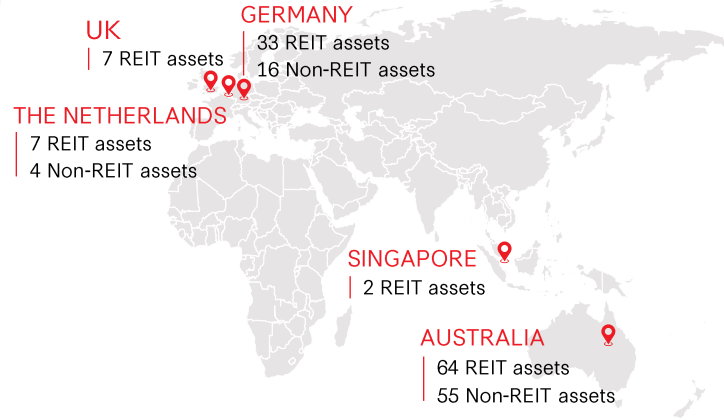 UK
7 REIT assets
GERMANY
33 REIT assets
16 Non-REIT assets
THE NETHERLANDS
7 REIT assets
4 Non-REIT assets
SINGAPORE
2 REIT assets
AUSTRALIA
64 REIT assets
55 Non-REIT assets